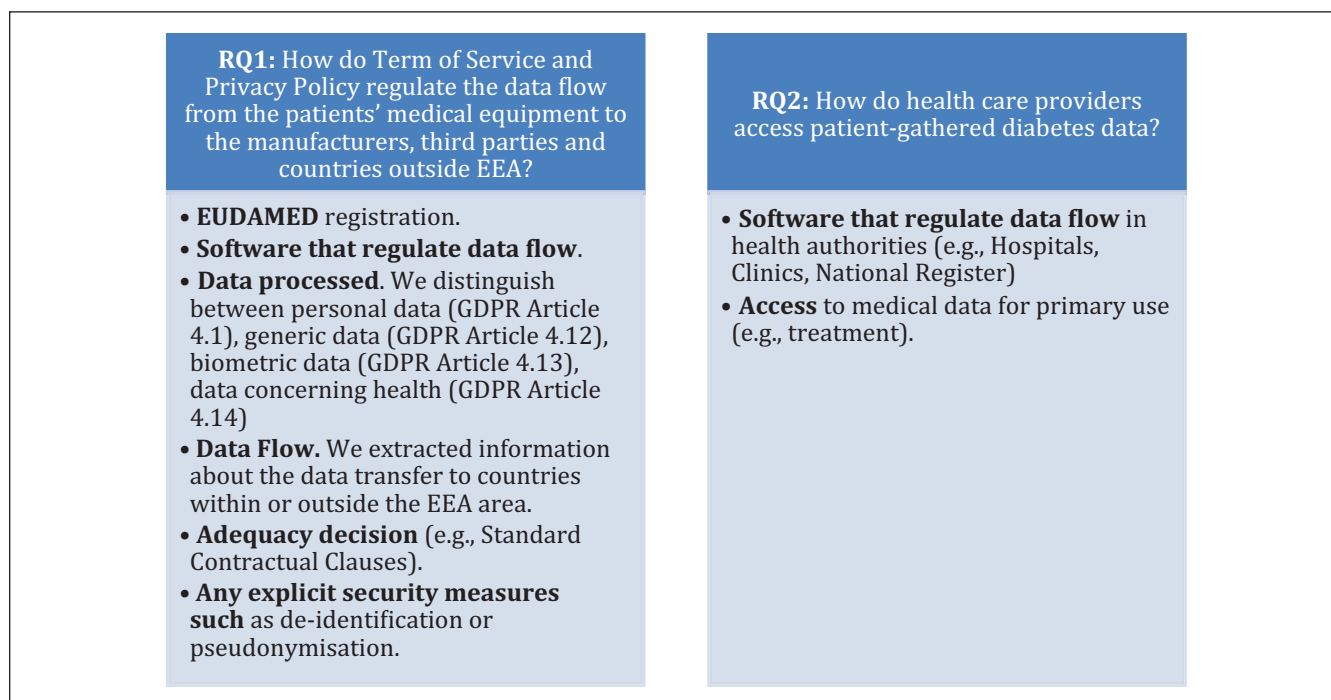 RQ1: How do Term of Service and
Privacy Policy regulate the data flow
from the patients’ medical equipment to
the manufacturers, third parties and
countries outside EEA?
• EUDAMED registration.
• Software that regulate data flow.
• Data processed. We distinguish
between personal data (GDPR Article
4.1), generic data (GDPR Article 4.12),
biometric data (GDPR Article 4.13),
data concerning health (GDPR Article
4.14)
• Data Flow. We extracted information
about the data transfer to countries
within or outside the EEA area.
• Adequacy decision (e.g., Standard
Contractual Clauses).
• Any explicit security measures
such as de-identification or
pseudonymisation.
RQ2: How do health care providers
access patient-gathered diabetes data?
• Software that regulate data flow in
health authorities (e.g., Hospitals,
Clinics, National Register)
• Access to medical data for primary use
(e.g., treatment).